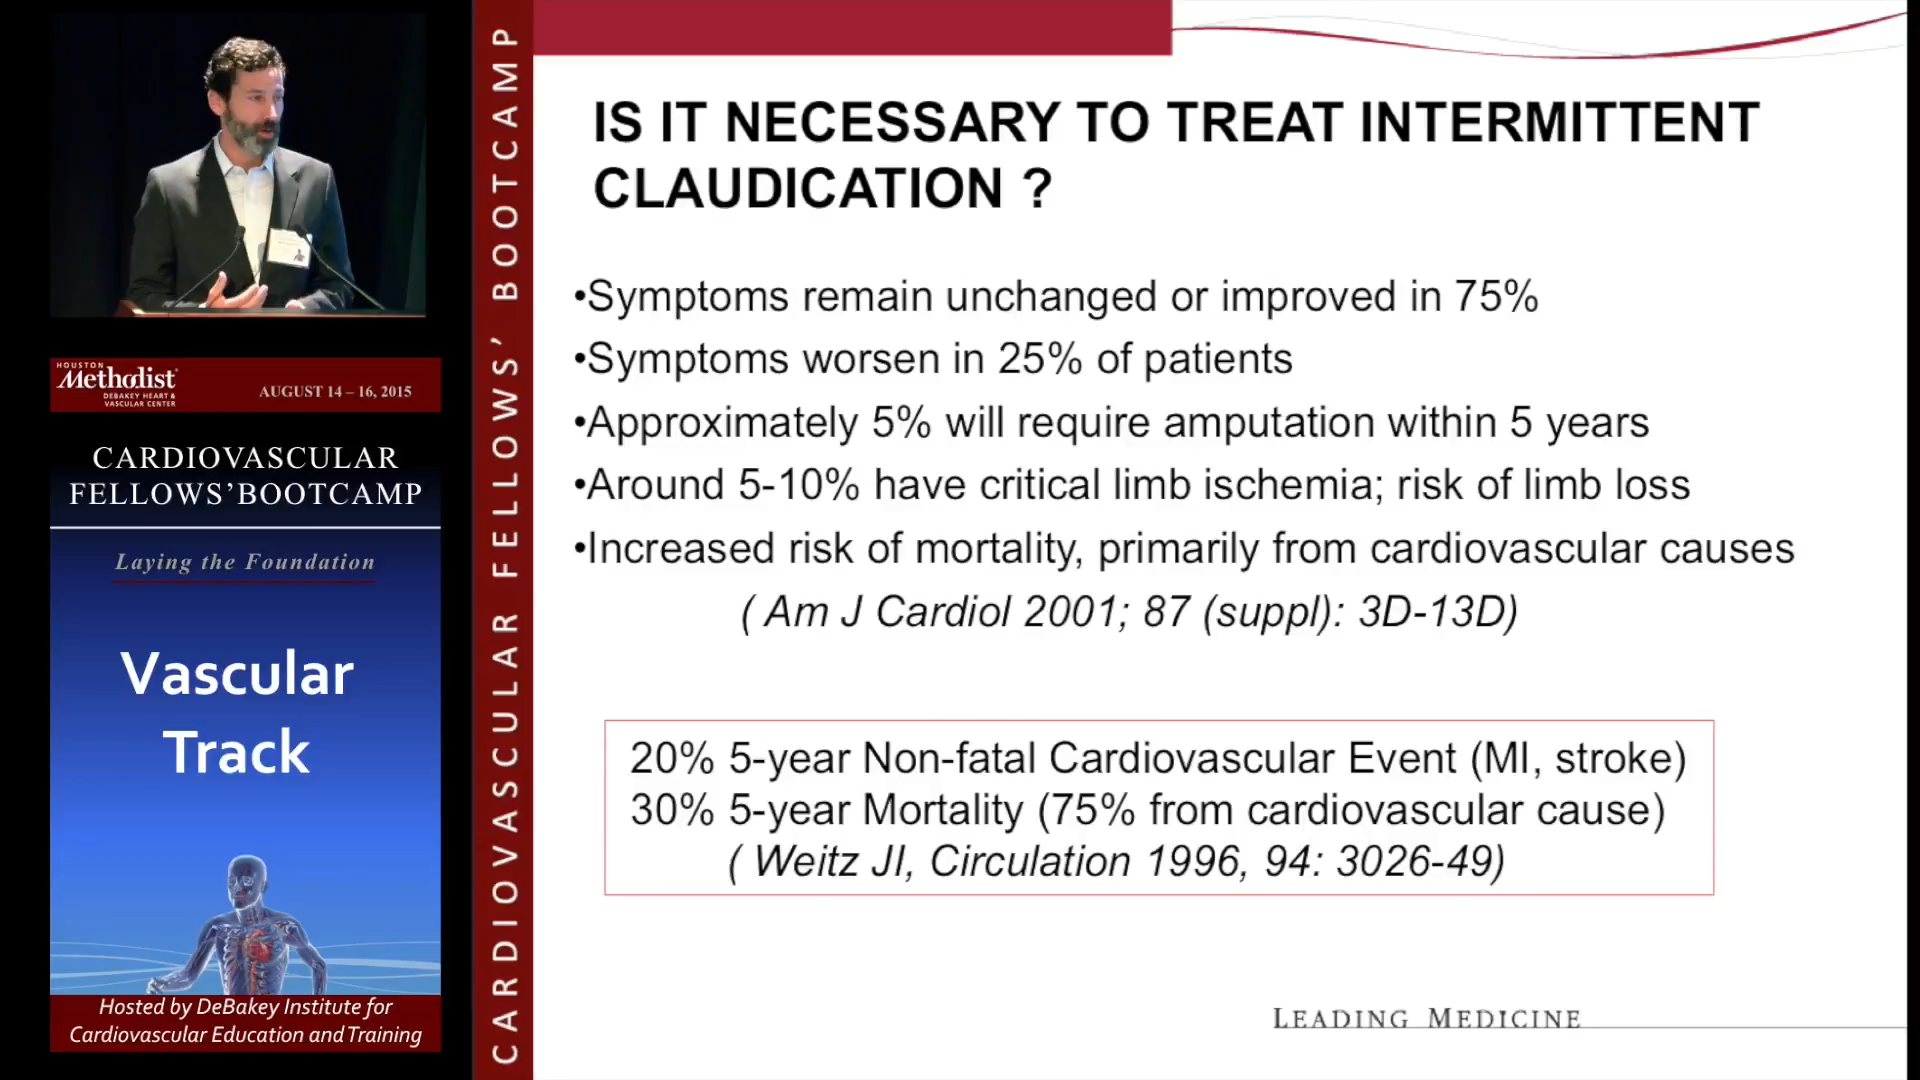 HOUSTON
Methodist
DEBAKEY HEART &
VASCULAR CENTER
AUGUST 14 – 16, 2015
CARDIOVASCULAR
FELLOWS' BOOTCAMP
Laying the Foundation
Vascular
Track
Hosted by DeBakey Institute for
Cardiovascular Education and Training
CARDIOVASCULAR FELLOWS' BOOTCAMP
IS IT NECESSARY TO TREAT INTERMITTENT
CLAUDICATION ?
•Symptoms remain unchanged or improved in 75%
•Symptoms worsen in 25% of patients
•Approximately 5% will require amputation within 5 years
•Around 5-10% have critical limb ischemia; risk of limb loss
•Increased risk of mortality, primarily from cardiovascular causes
( Am J Cardiol 2001; 87 (suppl): 3D-13D)
20% 5-year Non-fatal Cardiovascular Event (MI, stroke)
30% 5-year Mortality (75% from cardiovascular cause)
( Weitz JI, Circulation 1996, 94: 3026-49)
LEADING MEDICINE